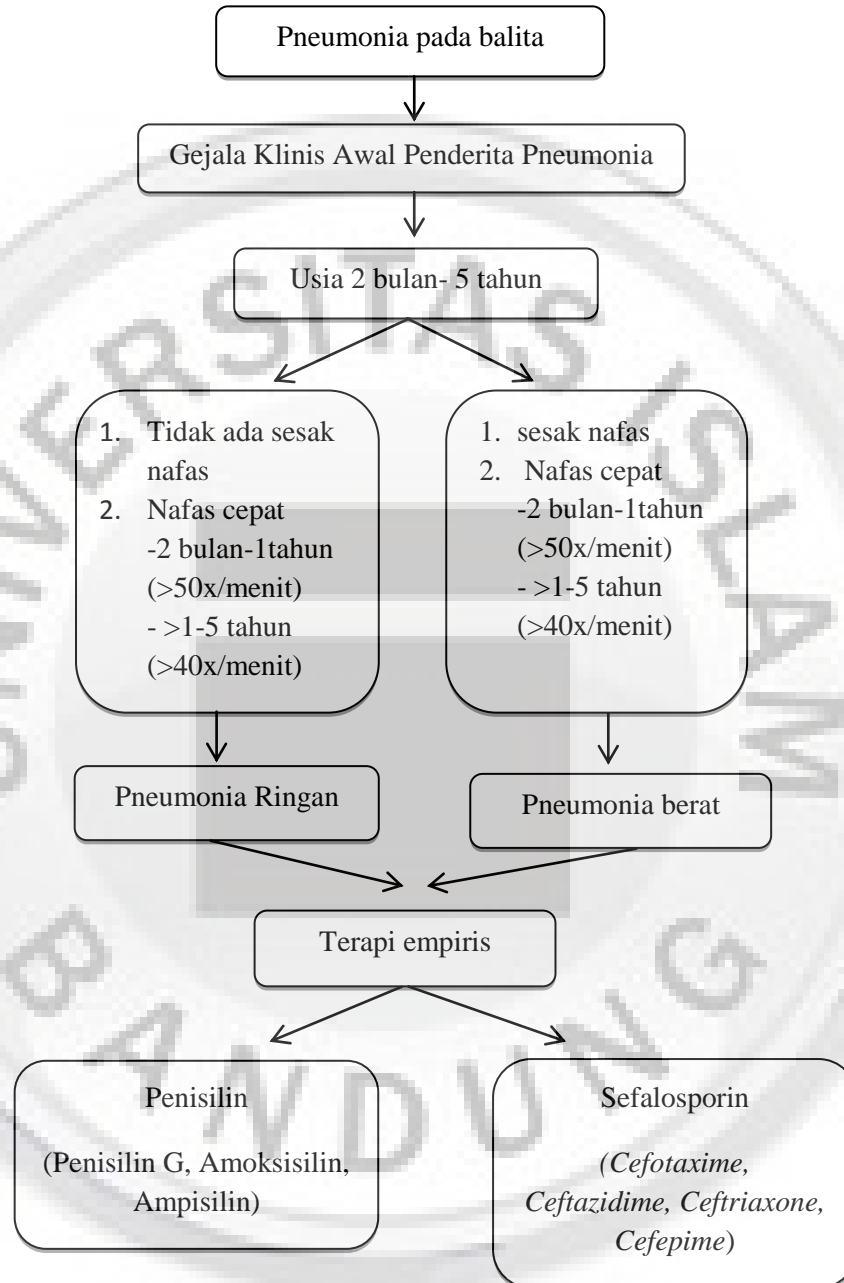 Pneumonia pada balita
Gejala Klinis Awal Penderita Pneumonia
Usia 2 bulan- 5 tahun
1. Tidak ada sesak
nafas
2. Nafas cepat
-2 bulan-1tahun
(>50x/menit)
- >1-5 tahun
(>40x/menit)
1. sesak nafas
2. Nafas cepat
-2 bulan-1tahun
(>50x/menit)
- >1-5 tahun
(>40x/menit)
Pneumonia Ringan
Pneumonia berat
Terapi empiris
Penisilin
(Penisilin G, Amoksisilin,
Ampisilin)
Sefalosporin
(Cefotaxime,
Ceftazidime, Ceftriaxone,
Cefepime)
UNIVERSITAS ISLAM
BANDUNG